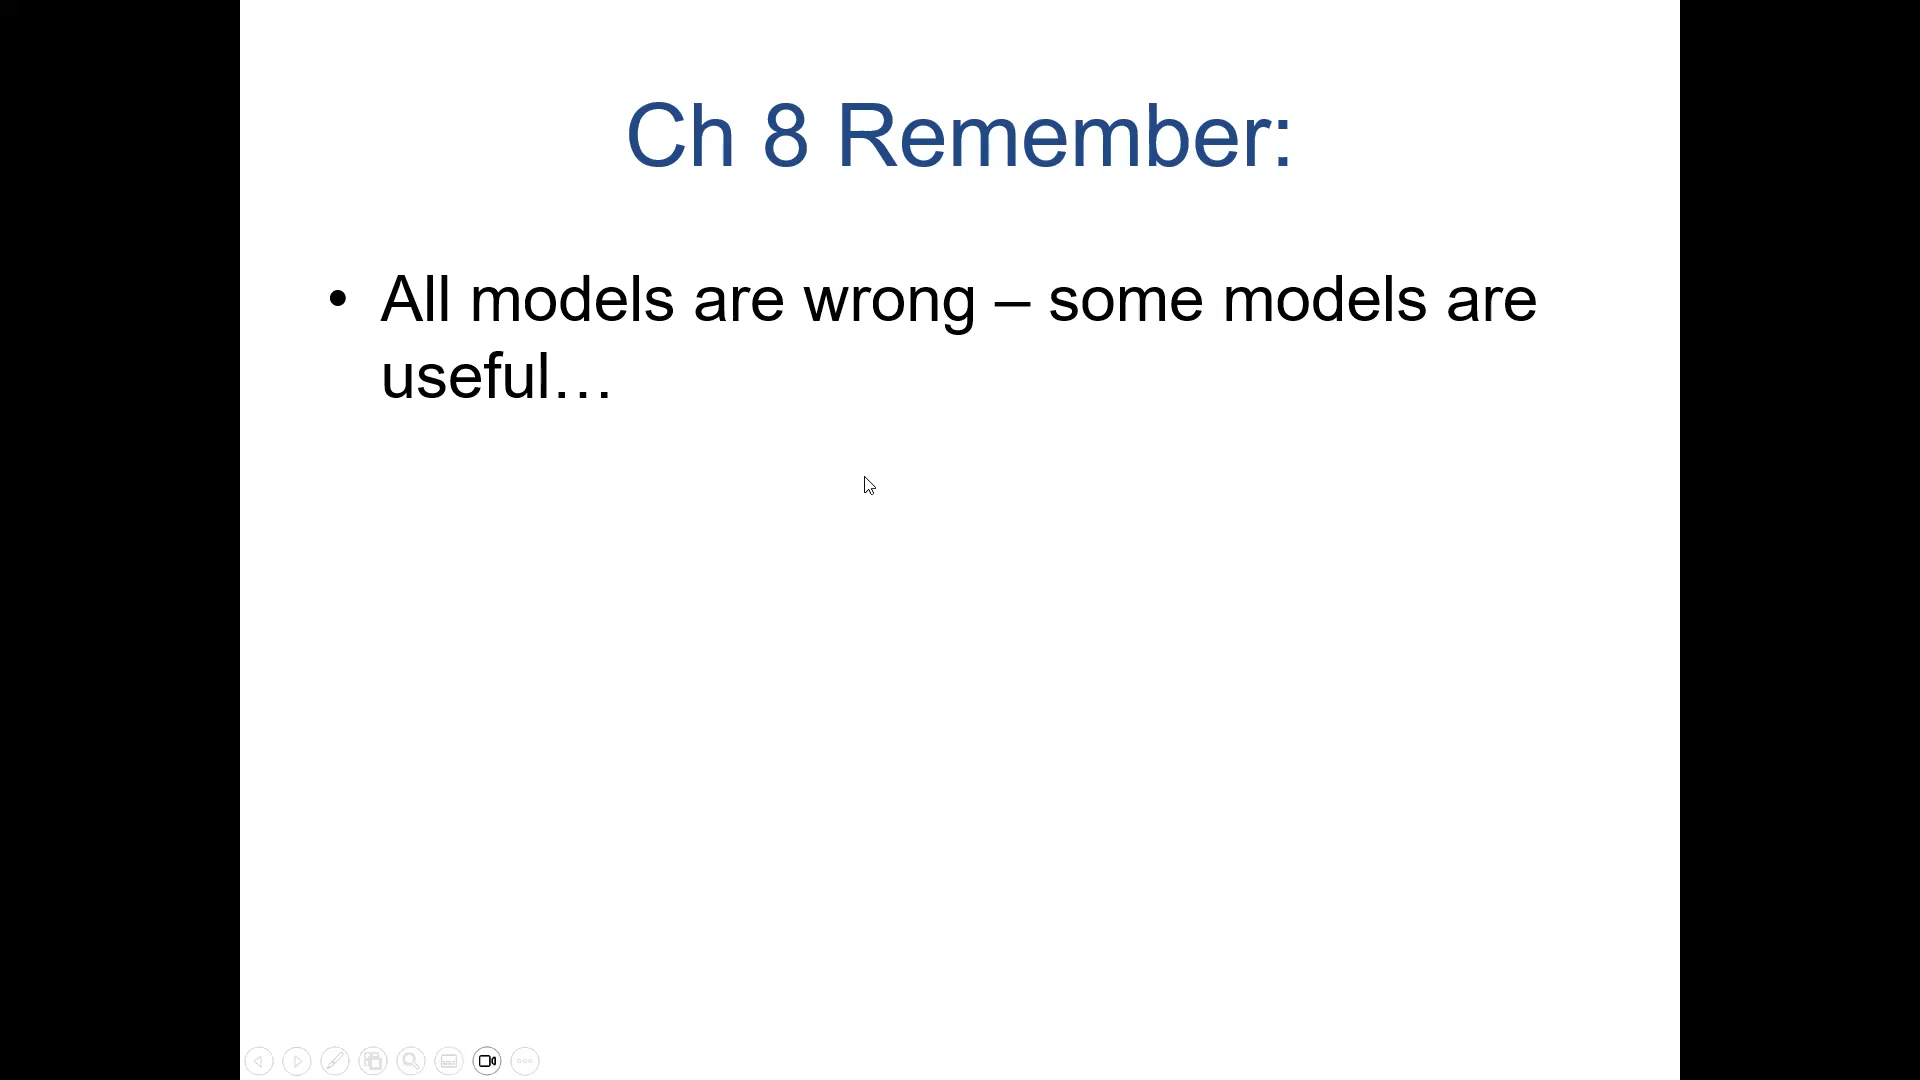 Ch 8 Remember:
• All models are wrong – some models are
useful…